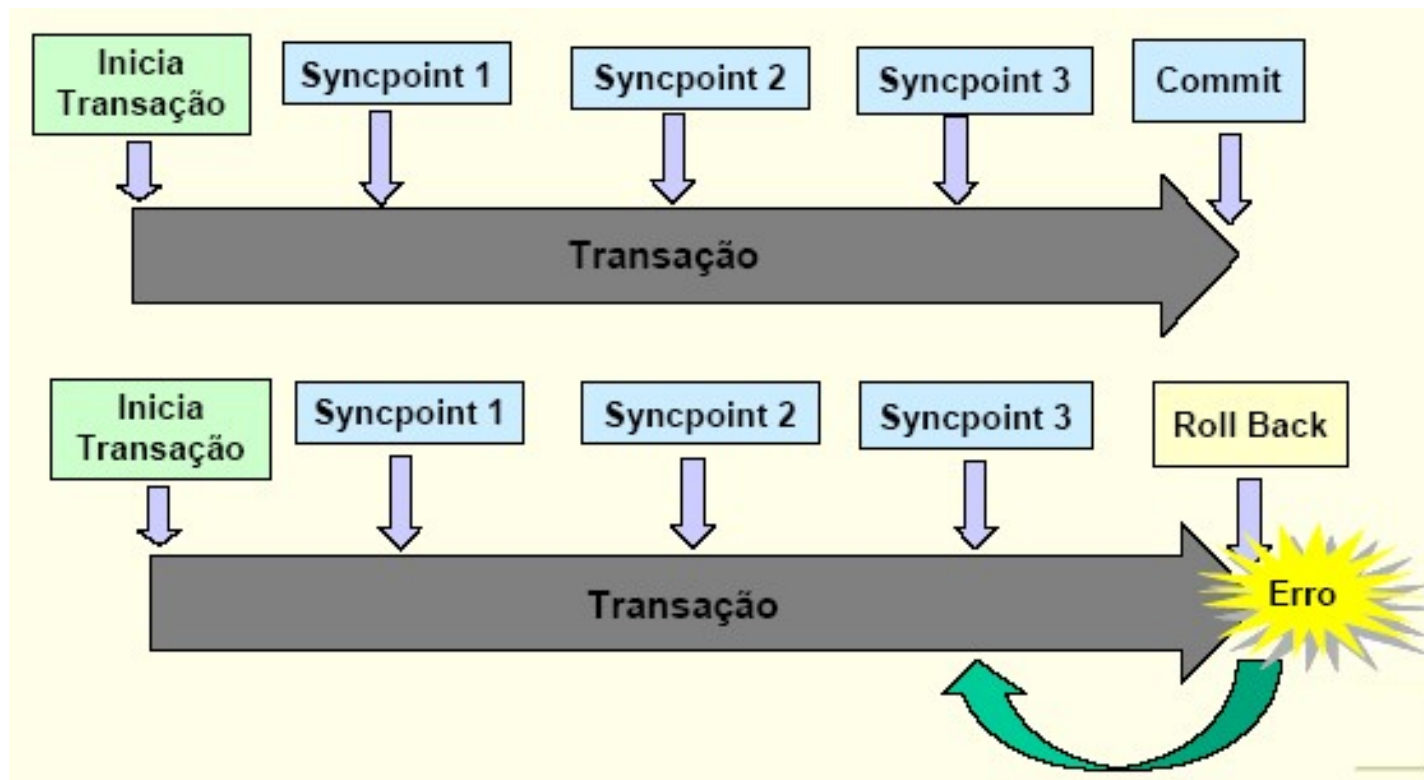 Inicia
Transação
Syncpoint 1
Syncpoint 2
Syncpoint 3
Commit
Transação
Inicia
Transação
Syncpoint 1
Syncpoint 2
Syncpoint 3
Roll Back
Transação
Erro